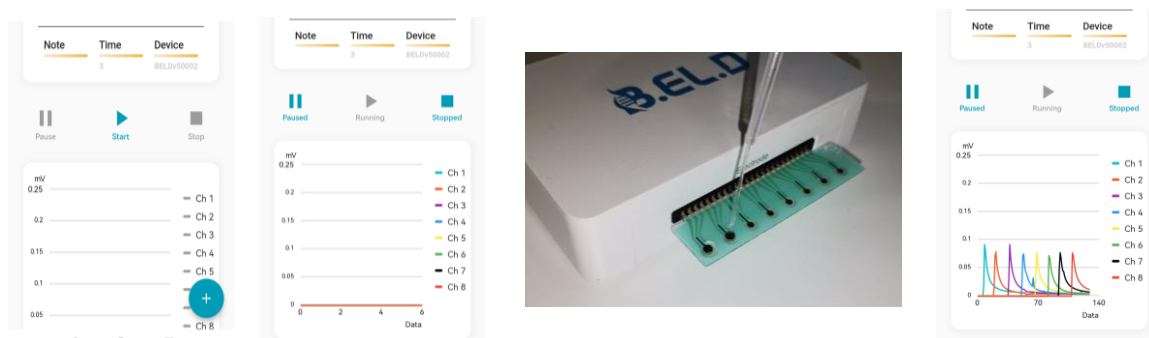 Note Time Device
3 BELDv50002
Pause Start Stop
mV
0.25
0.2
0.15
0.1
0.05
Ch 1
Ch 2
Ch 3
Ch 4
Ch 5
+
Ch 8
Note Time Device
3 BELDv50002
Paused Running Stopped
mV
0.25
0.2
0.15
0.1
0.05
0
0 2 4 6
Data
Ch 1
Ch 2
Ch 3
Ch 4
Ch 5
Ch 6
Ch 7
Ch 8
B.EL.D
Note Time Device
3 BELDv50002
Paused Running Stopped
mV
0.25
0.2
0.15
0.1
0.05
0
0 70 140
Data
Ch 1
Ch 2
Ch 3
Ch 4
Ch 5
Ch 6
Ch 7
Ch 8